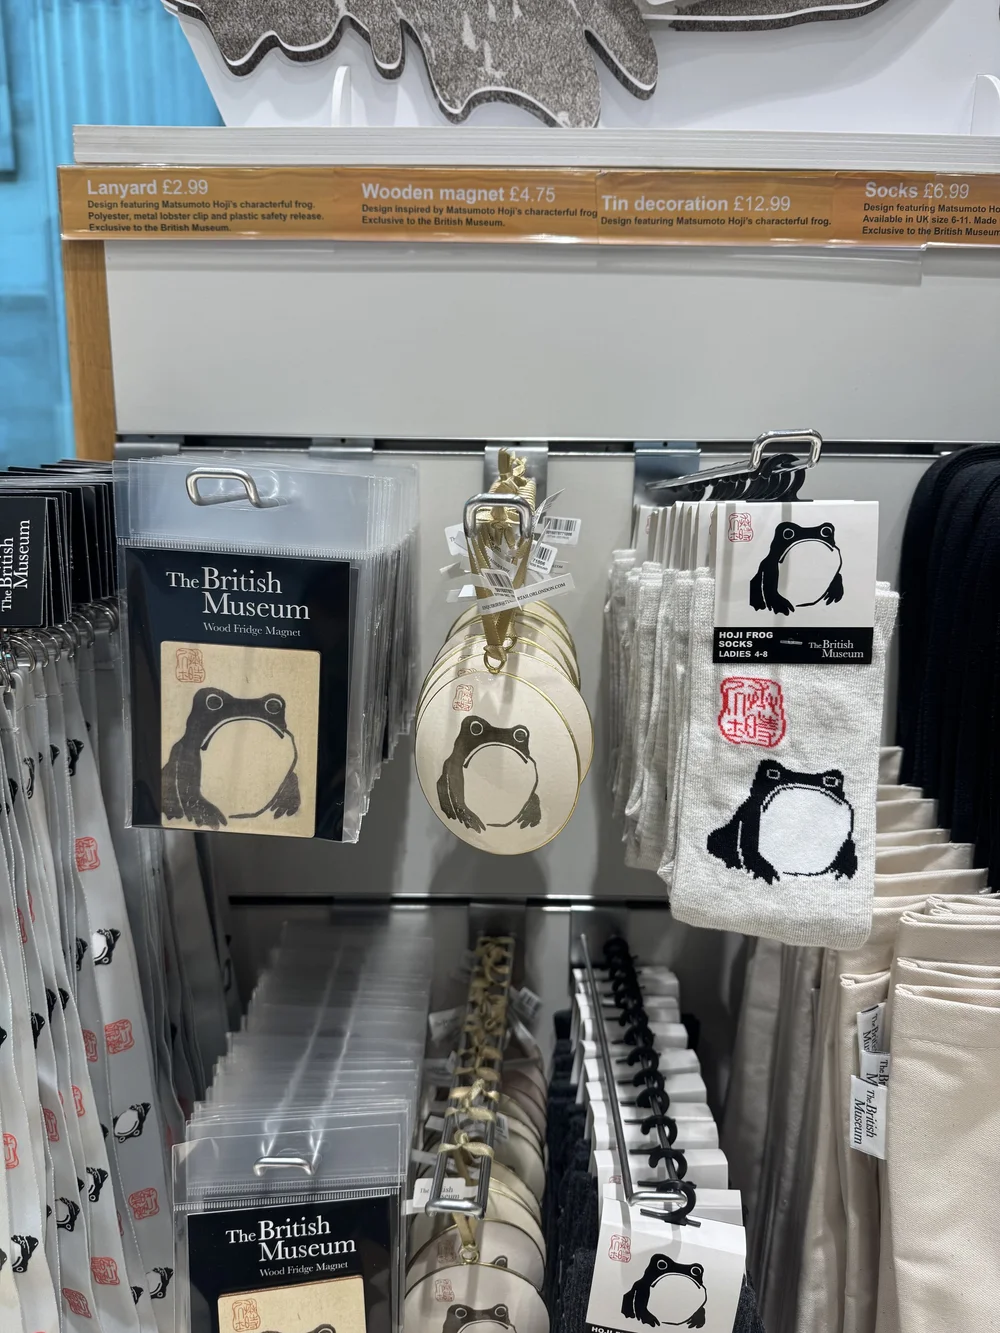 Lanyard £2.99
Design featuring Matsumoto Hoji's characterful frog.
Polyester, metal lobster clip and plastic safety release.
Exclusive to the British Museum.
Wooden magnet £4.75
Design inspired by Matsumoto Hoji's characterful frog
Exclusive to the British Museum.
Tin decoration £12.99
Design featuring Matsumoto Hoji's characterful frog.
Socks £6.99
Design featuring Matsumoto Ho
Available in UK size 6-11. Made
Exclusive to the British Museum
The British
Museum
The British
Museum
Wood Fridge Magnet
HOJI FROG
SOCKS
LADIES 4-8
The British
Museum
The British
Museum
The British
Museum
Wood Fridge Magnet